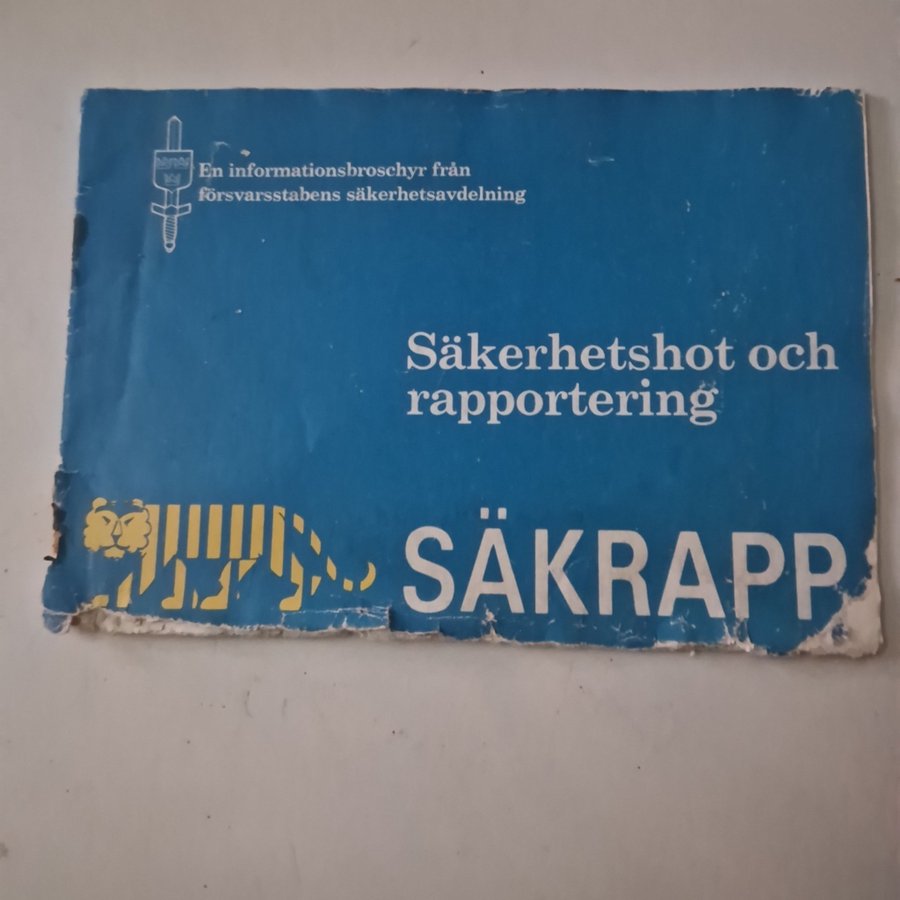 En informationsbroschyr från
försvarsstabens säkerhetsavdelning
Säkerhetshot och
rapportering
SÄKRAPP